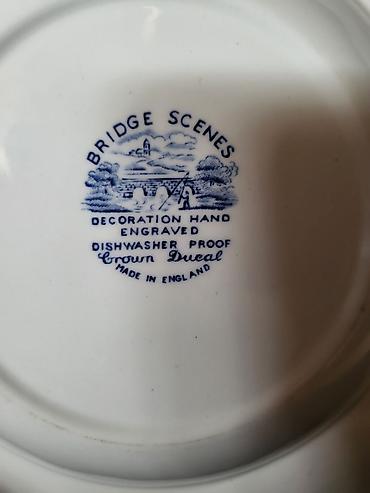 BRIDGE SCENES
DECORATION HAND
ENGRAVED
DISHWASHER PROOF
Crown Ducal
MADE IN ENGLAND